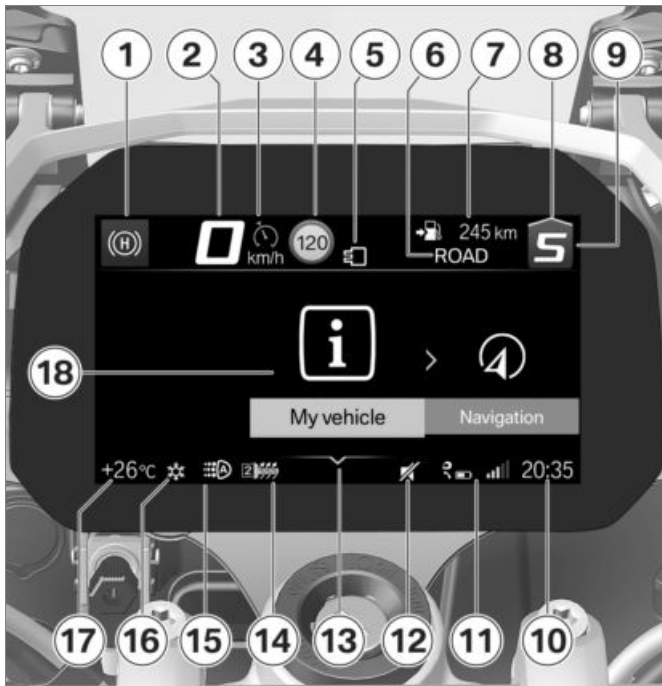 1 2 3 4 5 6 7 8 9
(H) 0 km/h 120 245 km
ROAD S
i
18
My vehicle Navigation
+26°C A 2 20:35
17 16 15 14 13 12 11 10